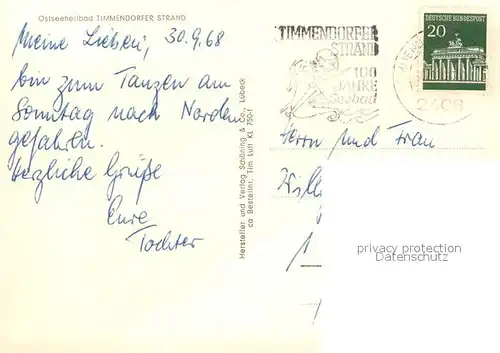 Ostseeheilbad TIMMENDORFER STRAND
Meine Lieben, 30.9.68
bin zum Tanzen am
Sonntag nach Norden
gefahren.
Herzliche Grüße
Eure
Tochter
Hersteller und Verlag Schöning & Co., Lübeck
TIMMENDORFER
STRAND
100
JAHRE
Seebad
DEUTSCHE BUNDESPOST
20
2408
Herrn und Frau
privacy protection
Datenschutz